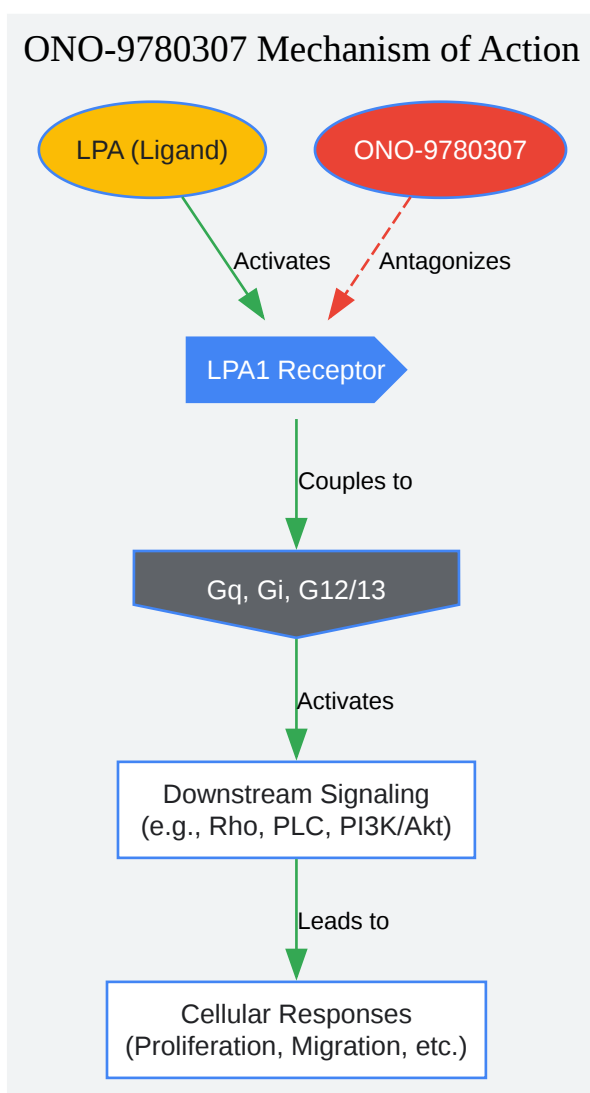 ONO-9780307 Mechanism of Action
LPA (Ligand)
ONO-9780307
Activates
Antagonizes
LPA1 Receptor
Couples to
Gq, Gi, G12/13
Activates
Downstream Signaling
(e.g., Rho, PLC, PI3K/Akt)
Leads to
Cellular Responses
(Proliferation, Migration, etc.)